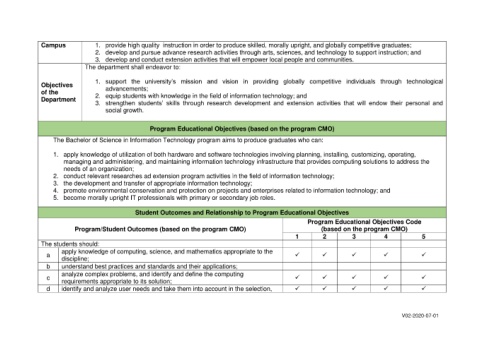 Campus
1. provide high quality instruction in order to produce skilled, morally upright, and globally competitive graduates;
2. develop and pursue advance research activities through arts, sciences, and technology to support instruction; and
3. develop and conduct extension activities that will empower local people and communities.
Objectives
of the
Department
The department shall endeavor to:
1. support the university's mission and vision in providing globally competitive individuals through technological
advancements;
2. equip students with knowledge in the field of information technology; and
3. strengthen students' skills through research development and extension activities that will endow their personal and
social growth.
Program Educational Objectives (based on the program CMO)
The Bachelor of Science in Information Technology program aims to produce graduates who can:
1. apply knowledge of utilization of both hardware and software technologies involving planning, installing, customizing, operating,
managing and administering, and maintaining information technology infrastructure that provides computing solutions to address the
needs of an organization;
2. conduct relevant researches ad extension program activities in the field of information technology;
3. the development and transfer of appropriate information technology;
4. promote environmental conservation and protection on projects and enterprises related to information technology; and
5. become morally upright IT professionals with primary or secondary job roles.
Student Outcomes and Relationship to Program Educational Objectives
Program/Student Outcomes (based on the program CMO)
Program Educational Objectives Code
(based on the program CMO)
1 2 3 4 5
The students should:
a apply knowledge of computing, science, and mathematics appropriate to the
discipline; ✓ ✓ ✓ ✓ ✓
b understand best practices and standards and their applications;
c analyze complex problems, and identify and define the computing
requirements appropriate to its solution; ✓ ✓ ✓ ✓ ✓
d identify and analyze user needs and take them into account in the selection, ✓ ✓ ✓ ✓ ✓
V02-2020-07-01